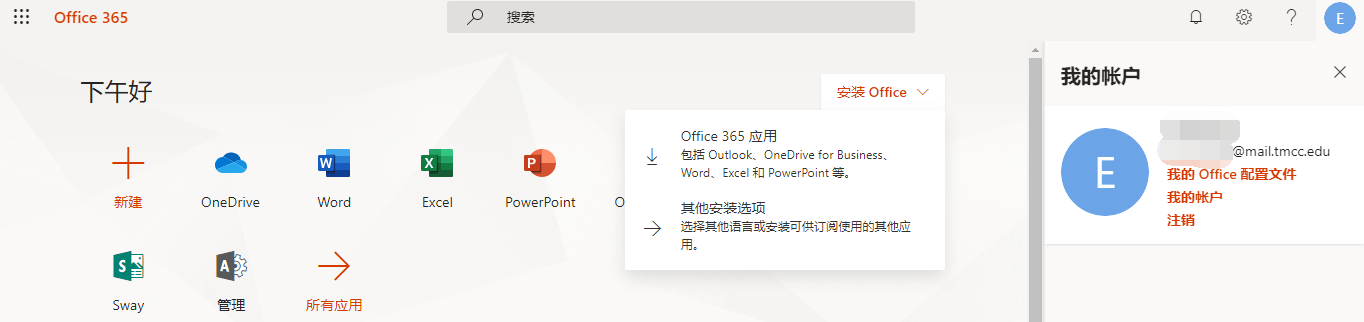 Office 365
搜索
E
下午好
安装 Office
我的帐户
Office 365 应用
包括 Outlook、OneDrive for Business、
Word、Excel 和 PowerPoint 等。
其他安装选项
选择其他语言或安装可供订阅使用的其他应
用。
E
@mail.tmcc.edu
我的 Office 配置文件
我的帐户
注销
新建
OneDrive
Word
Excel
PowerPoint
O
Sway
管理
所有应用